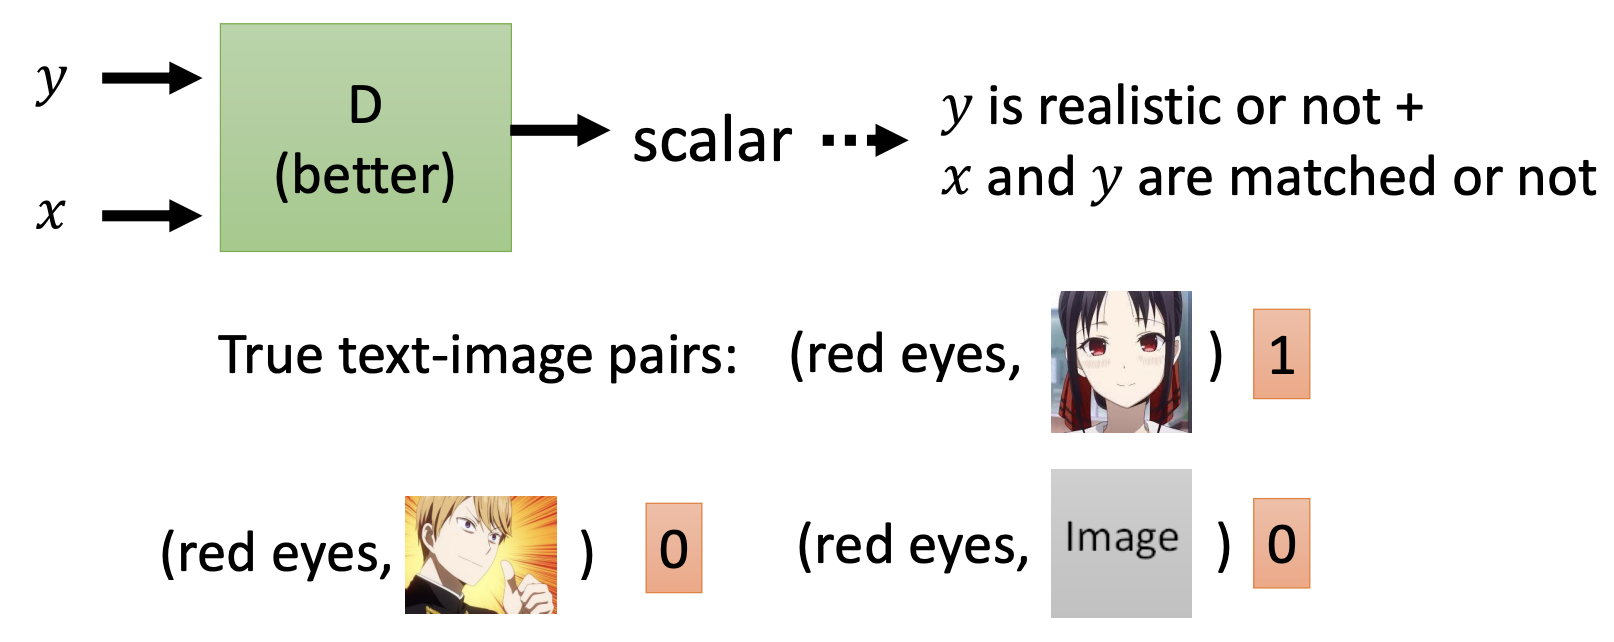 y
D
(better)
x
scalar
y is realistic or not +
x and y are matched or not
True text-image pairs:
(red eyes, ) 1
(red eyes, ) 0
(red eyes, Image ) 0